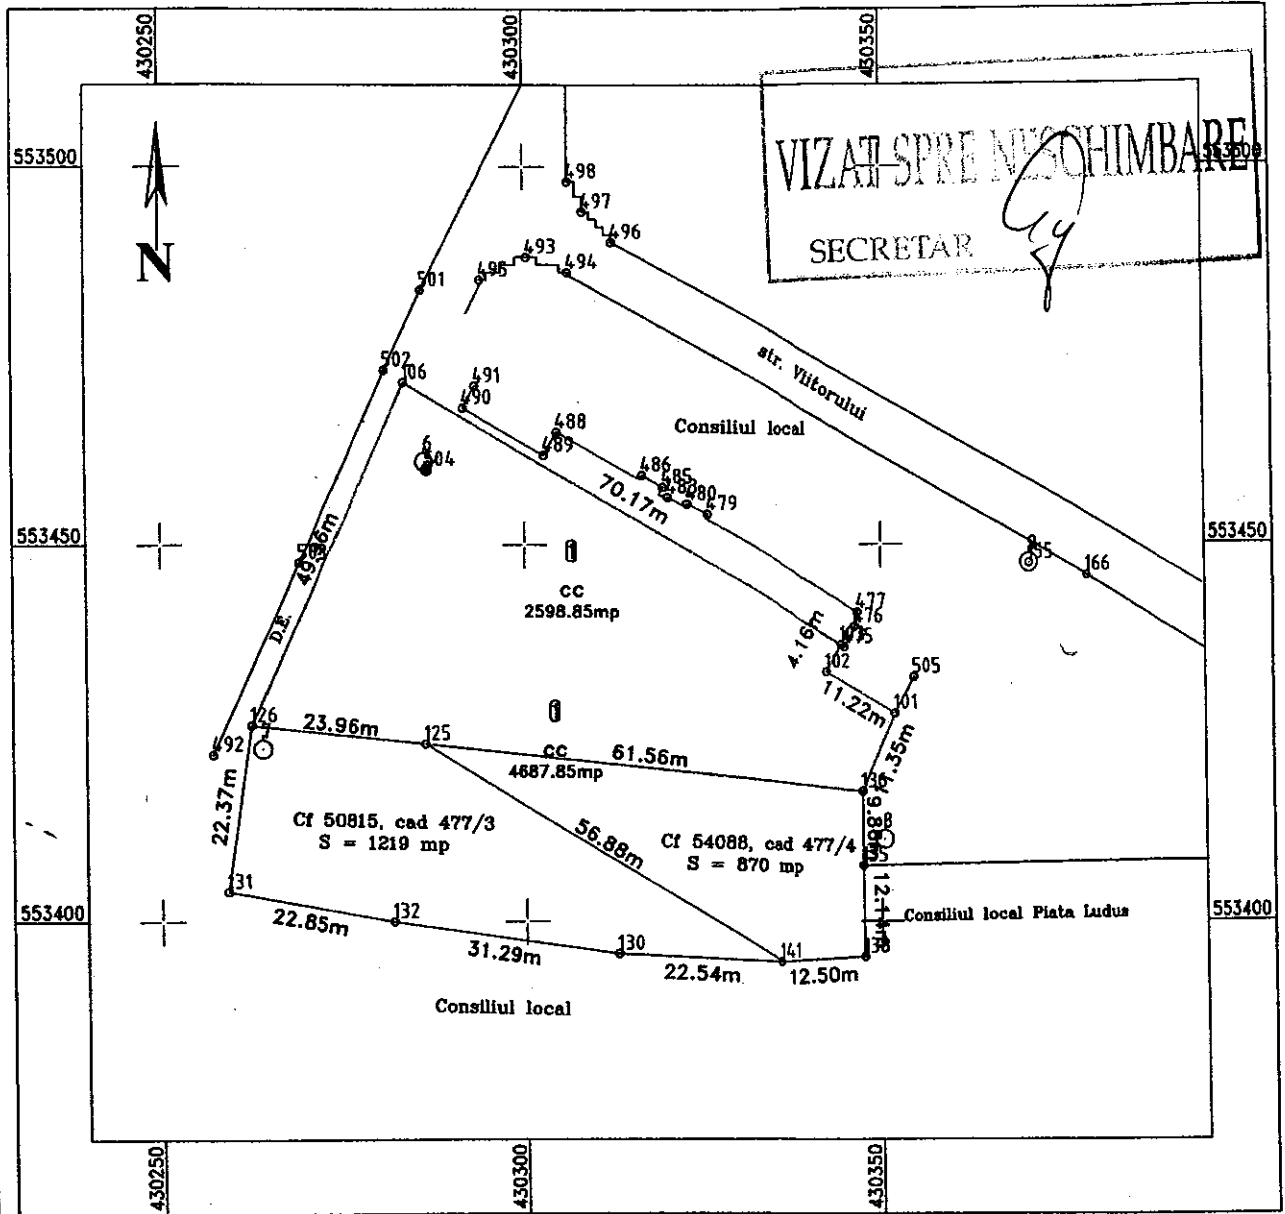 430250
430300
430350
553500
553500
VIZAT SPRE NESCHIMBARE
SECRETAR
N
498
497
496
493
495
494
501
502
106
491
490
488
489
486
485
480
479
6
504
str. Viitorului
Consiliul local
70.17m
553450
553450
166
D.E.
CC
2598.85mp
477
476
4.16m
102
505
11.22m
101
126
492
23.96m
125
61.56m
CC
4687.85mp
136
22.37m
Cf 50815, cad 477/3
S = 1219 mp
56.88m
Cf 54088, cad 477/4
S = 870 mp
8
131
22.85m
132
31.29m
130
22.54m
141
12.50m
Consiliul local Piata Ludus
553400
553400
Consiliul local
430250
430300
430350